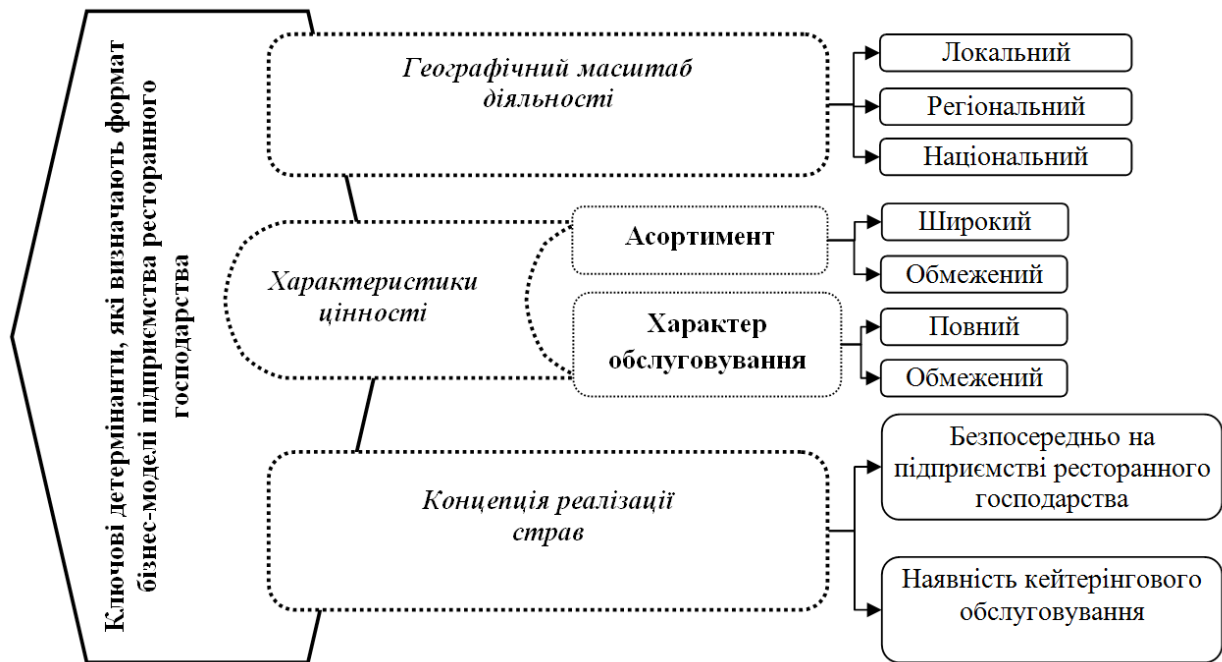 Ключові детермінанти, які визначають формат
бізнес-моделі підприємства ресторанного
господарства
Географічний масштаб
діяльності
Локальний
Регіональний
Національний
Характеристики
цінності
Асортимент
Широкий
Обмежений
Характер
обслуговування
Повний
Обмежений
Концепція реалізації
страв
Безпосередньо на
підприємстві ресторанного
господарства
Наявність кейтерінгового
обслуговування